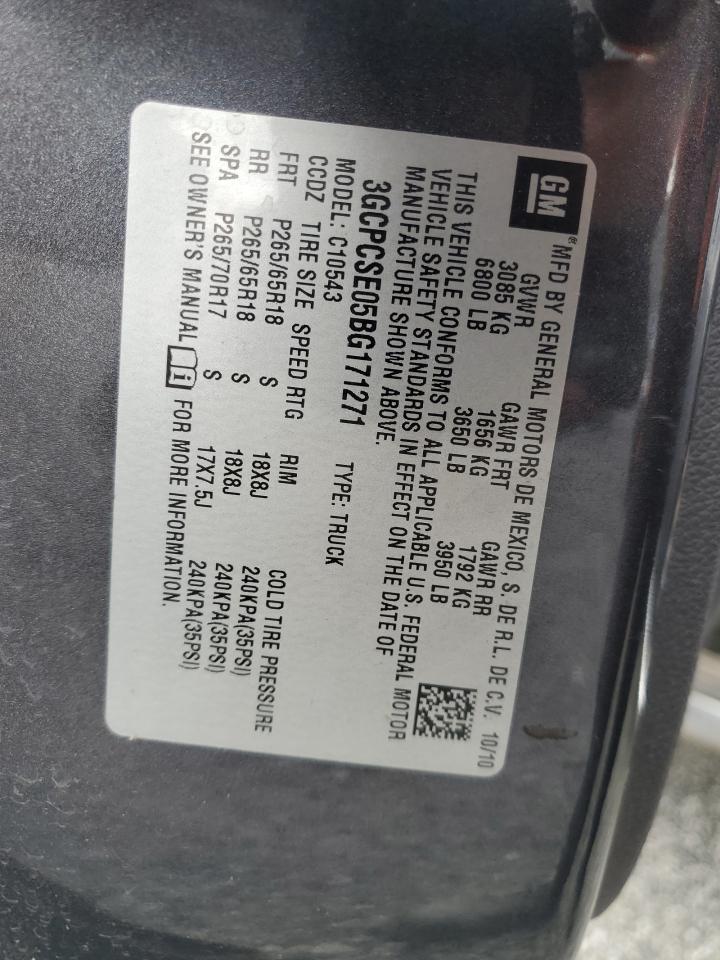 GM ® MFD BY GENERAL MOTORS DE MEXICO, S. DE R.L. DE C.V. 10/10
GVWR GAWR FRT GAWR RR
3085 KG 1656 KG 1792 KG
6800 LB 3650 LB 3950 LB
THIS VEHICLE CONFORMS TO ALL APPLICABLE U.S. FEDERAL MOTOR
VEHICLE SAFETY STANDARDS IN EFFECT ON THE DATE OF
MANUFACTURE SHOWN ABOVE.
3GCPCSE05BG171271 TYPE: TRUCK
MODEL: C10543
CCDZ TIRE SIZE SPEED RTG RIM COLD TIRE PRESSURE
FRT P265/65R18 S 18X8J 240KPA(35PSI)
RR P265/65R18 S 18X8J 240KPA(35PSI)
SPA P265/70R17 S 17X7.5J 240KPA(35PSI)
SEE OWNER'S MANUAL i FOR MORE INFORMATION.